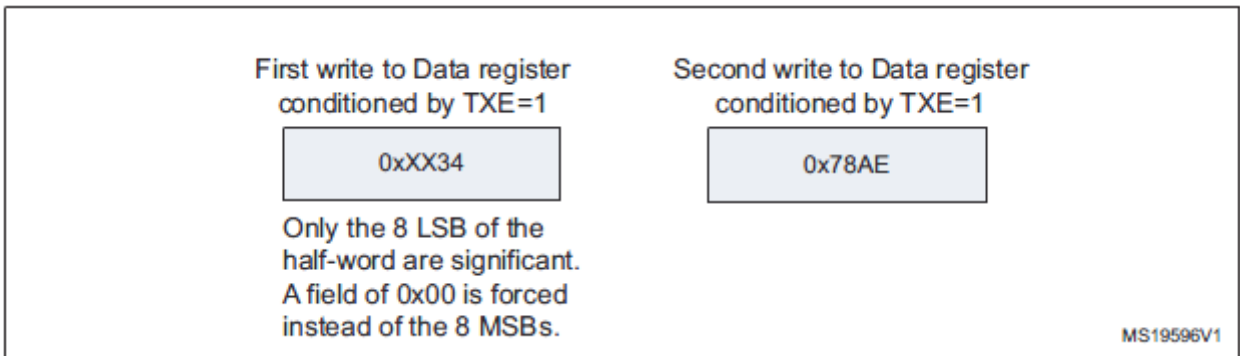 First write to Data register
conditioned by TXE=1
0xXX34
Only the 8 LSB of the
half-word are significant.
A field of 0x00 is forced
instead of the 8 MSBs.
Second write to Data register
conditioned by TXE=1
0x78AE
MS19596V1